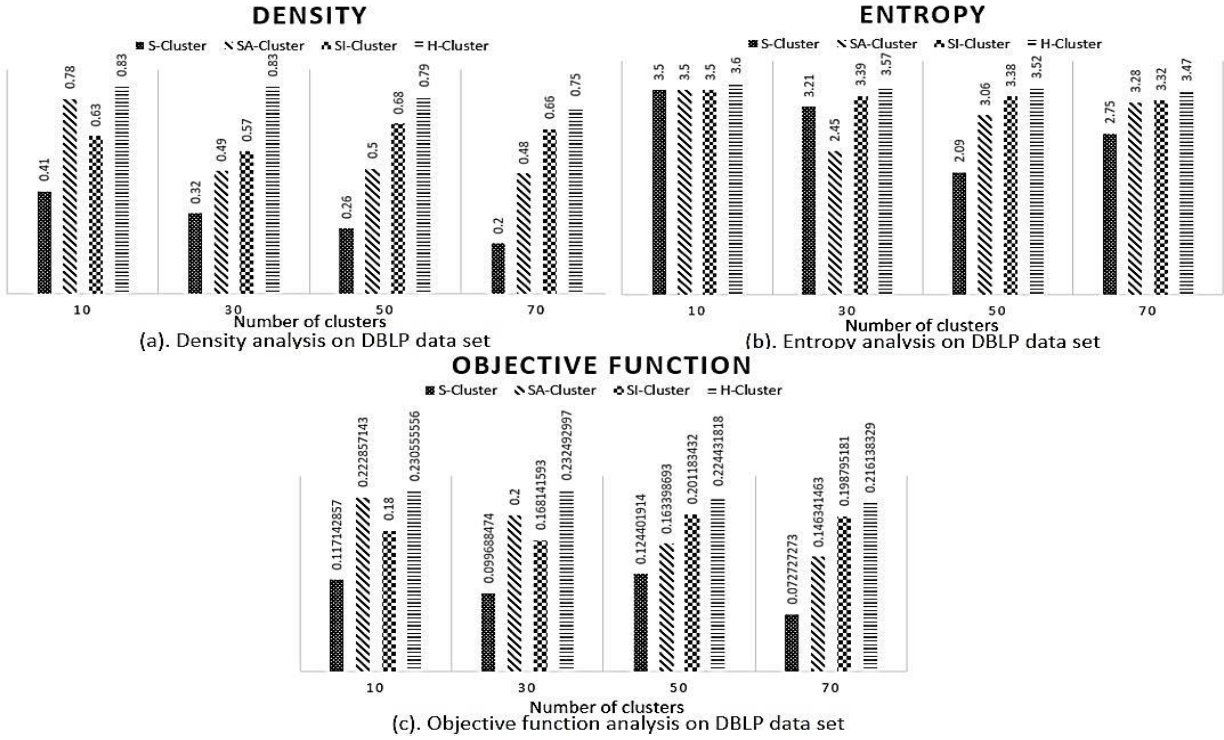 DENSITY
S-Cluster SA-Cluster SI-Cluster H-Cluster
0.41 0.78 0.63 0.83
0.32 0.49 0.57 0.83
0.26 0.5 0.68 0.79
0.2 0.48 0.66 0.75
10 30 50 70
Number of clusters
(a). Density analysis on DBLP data set
ENTROPY
S-Cluster SA-Cluster SI-Cluster H-Cluster
3.5 3.5 3.5 3.6
3.21 2.45 3.39 3.57
2.09 3.06 3.38 3.52
2.75 3.28 3.32 3.47
10 30 50 70
Number of clusters
(b). Entropy analysis on DBLP data set
OBJECTIVE FUNCTION
S-Cluster SA-Cluster SI-Cluster H-Cluster
0.117142857 0.222857143 0.18 0.230555556
0.099688474 0.2 0.168141593 0.232492997
0.124401914 0.163398693 0.201183432 0.224431818
0.072727273 0.146341463 0.198795181 0.216138329
10 30 50 70
Number of clusters
(c). Objective function analysis on DBLP data set